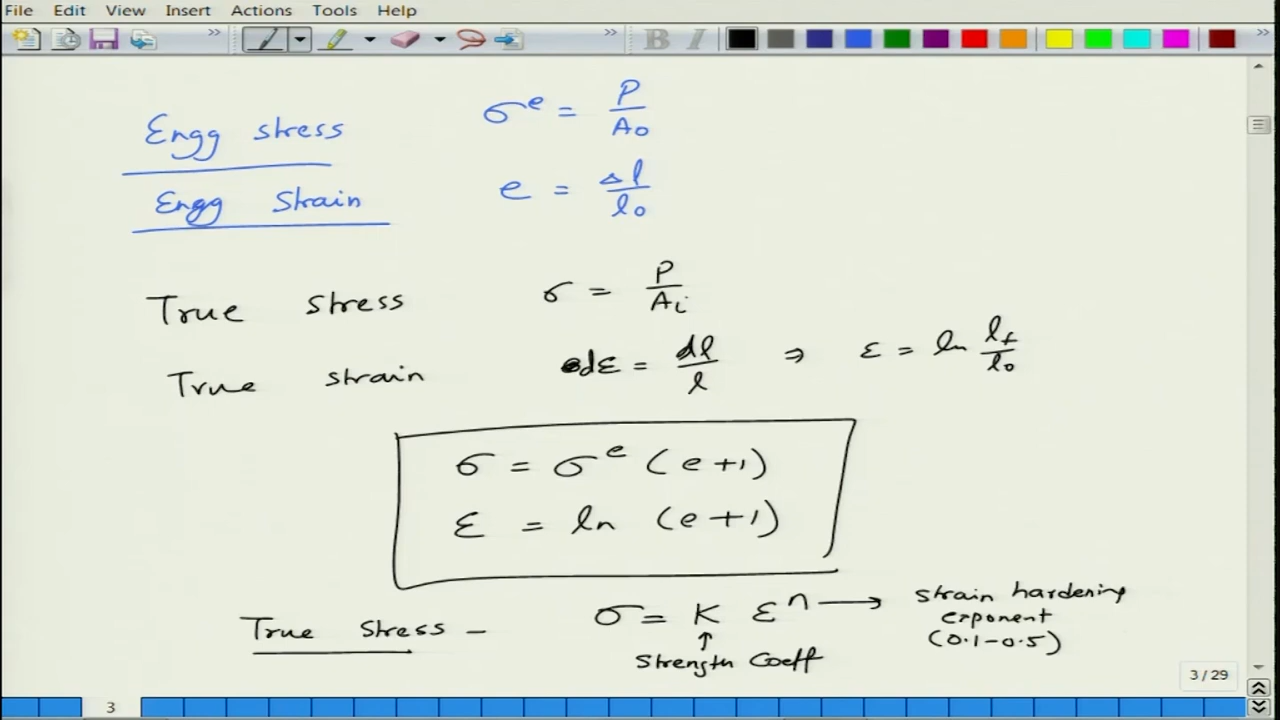 File Edit View Insert Actions Tools Help
Engg stress σ^e = P/A₀
Engg Strain e = Δl/l₀
True Stress σ = P/Aᵢ
True strain dε = dl/l ⇒ ε = ln l_f/l₀
σ = σ^e (e+1)
ε = ln (e+1)
True Stress – σ = K ε^n → Strain hardening
exponent
(0.1-0.5)
↑
Strength Coeff
3 / 29
3